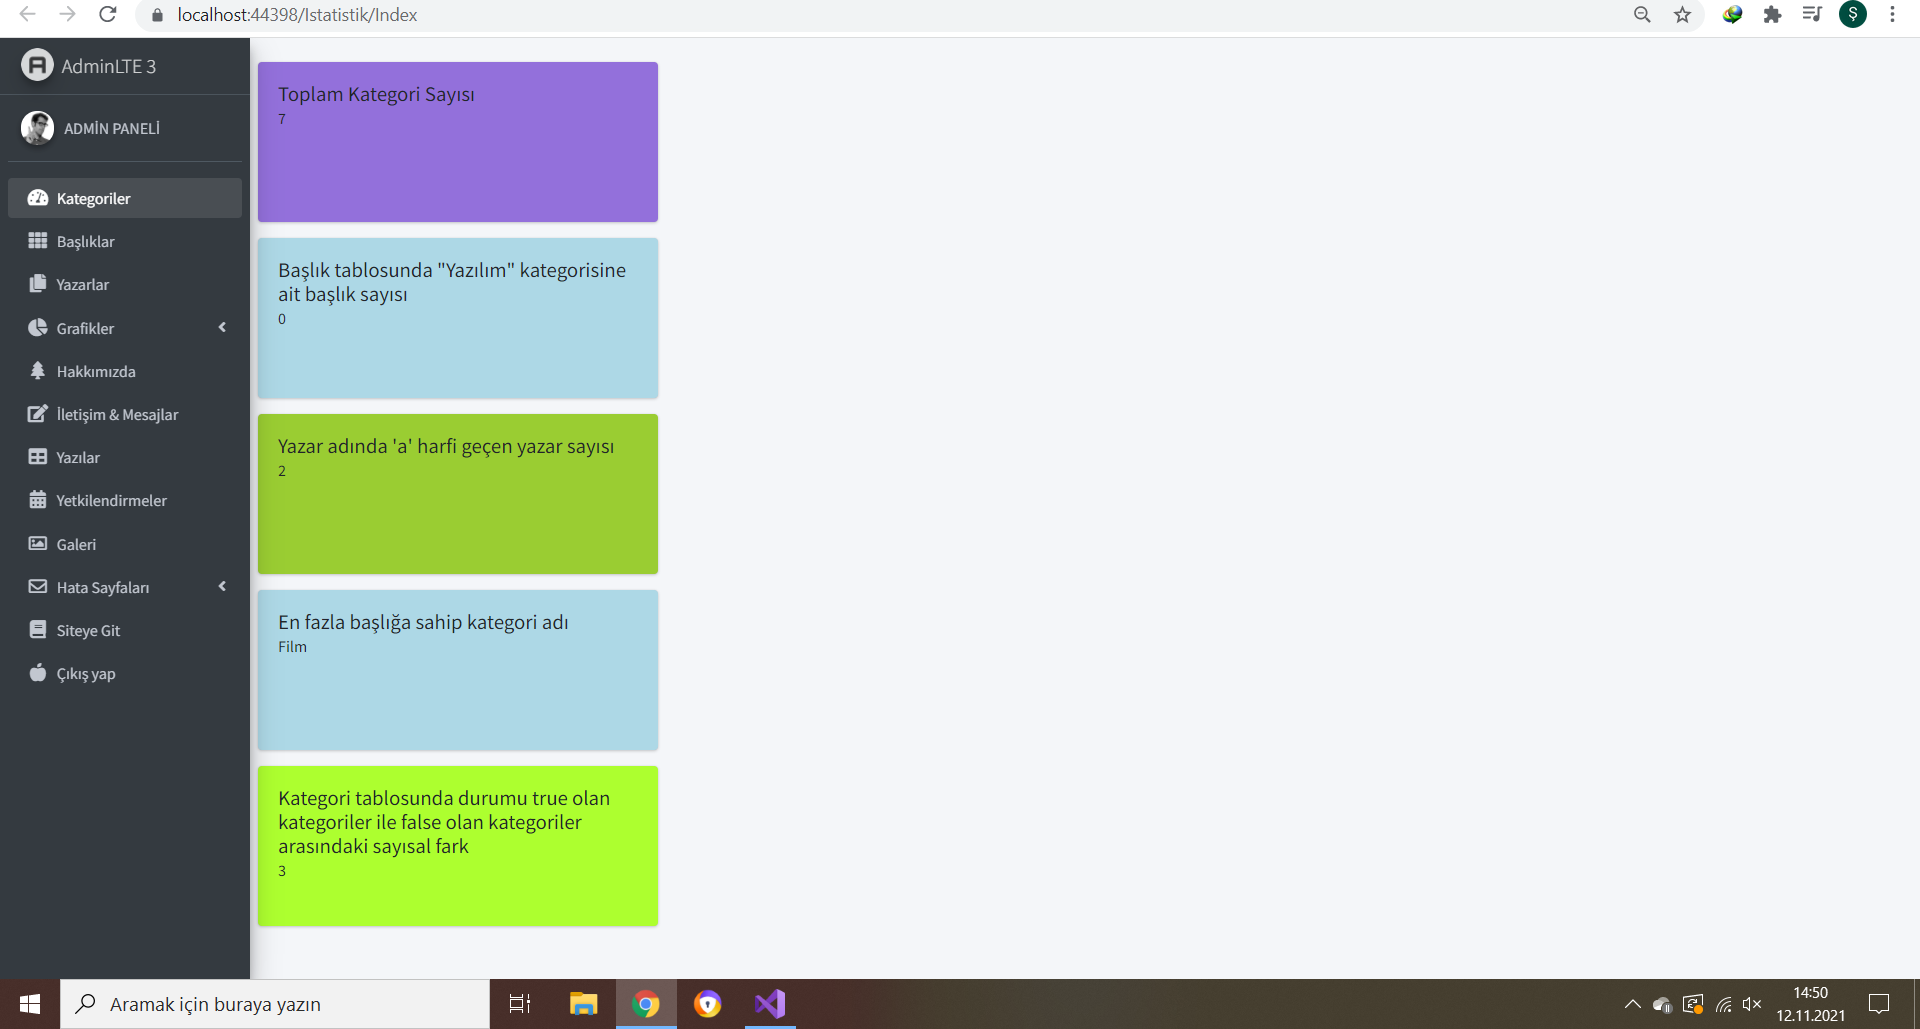 localhost:44398/Istatistik/Index
Ş
AdminLTE 3
ADMİN PANELİ
Kategoriler
Başlıklar
Yazarlar
Grafikler
Hakkımızda
İletişim & Mesajlar
Yazılar
Yetkilendirmeler
Galeri
Hata Sayfaları
Siteye Git
Çıkış yap
Toplam Kategori Sayısı
7
Başlık tablosunda "Yazılım" kategorisine
ait başlık sayısı
0
Yazar adında 'a' harfi geçen yazar sayısı
2
En fazla başlığa sahip kategori adı
Film
Kategori tablosunda durumu true olan
kategoriler ile false olan kategoriler
arasındaki sayısal fark
3
Aramak için buraya yazın
14:50
12.11.2021